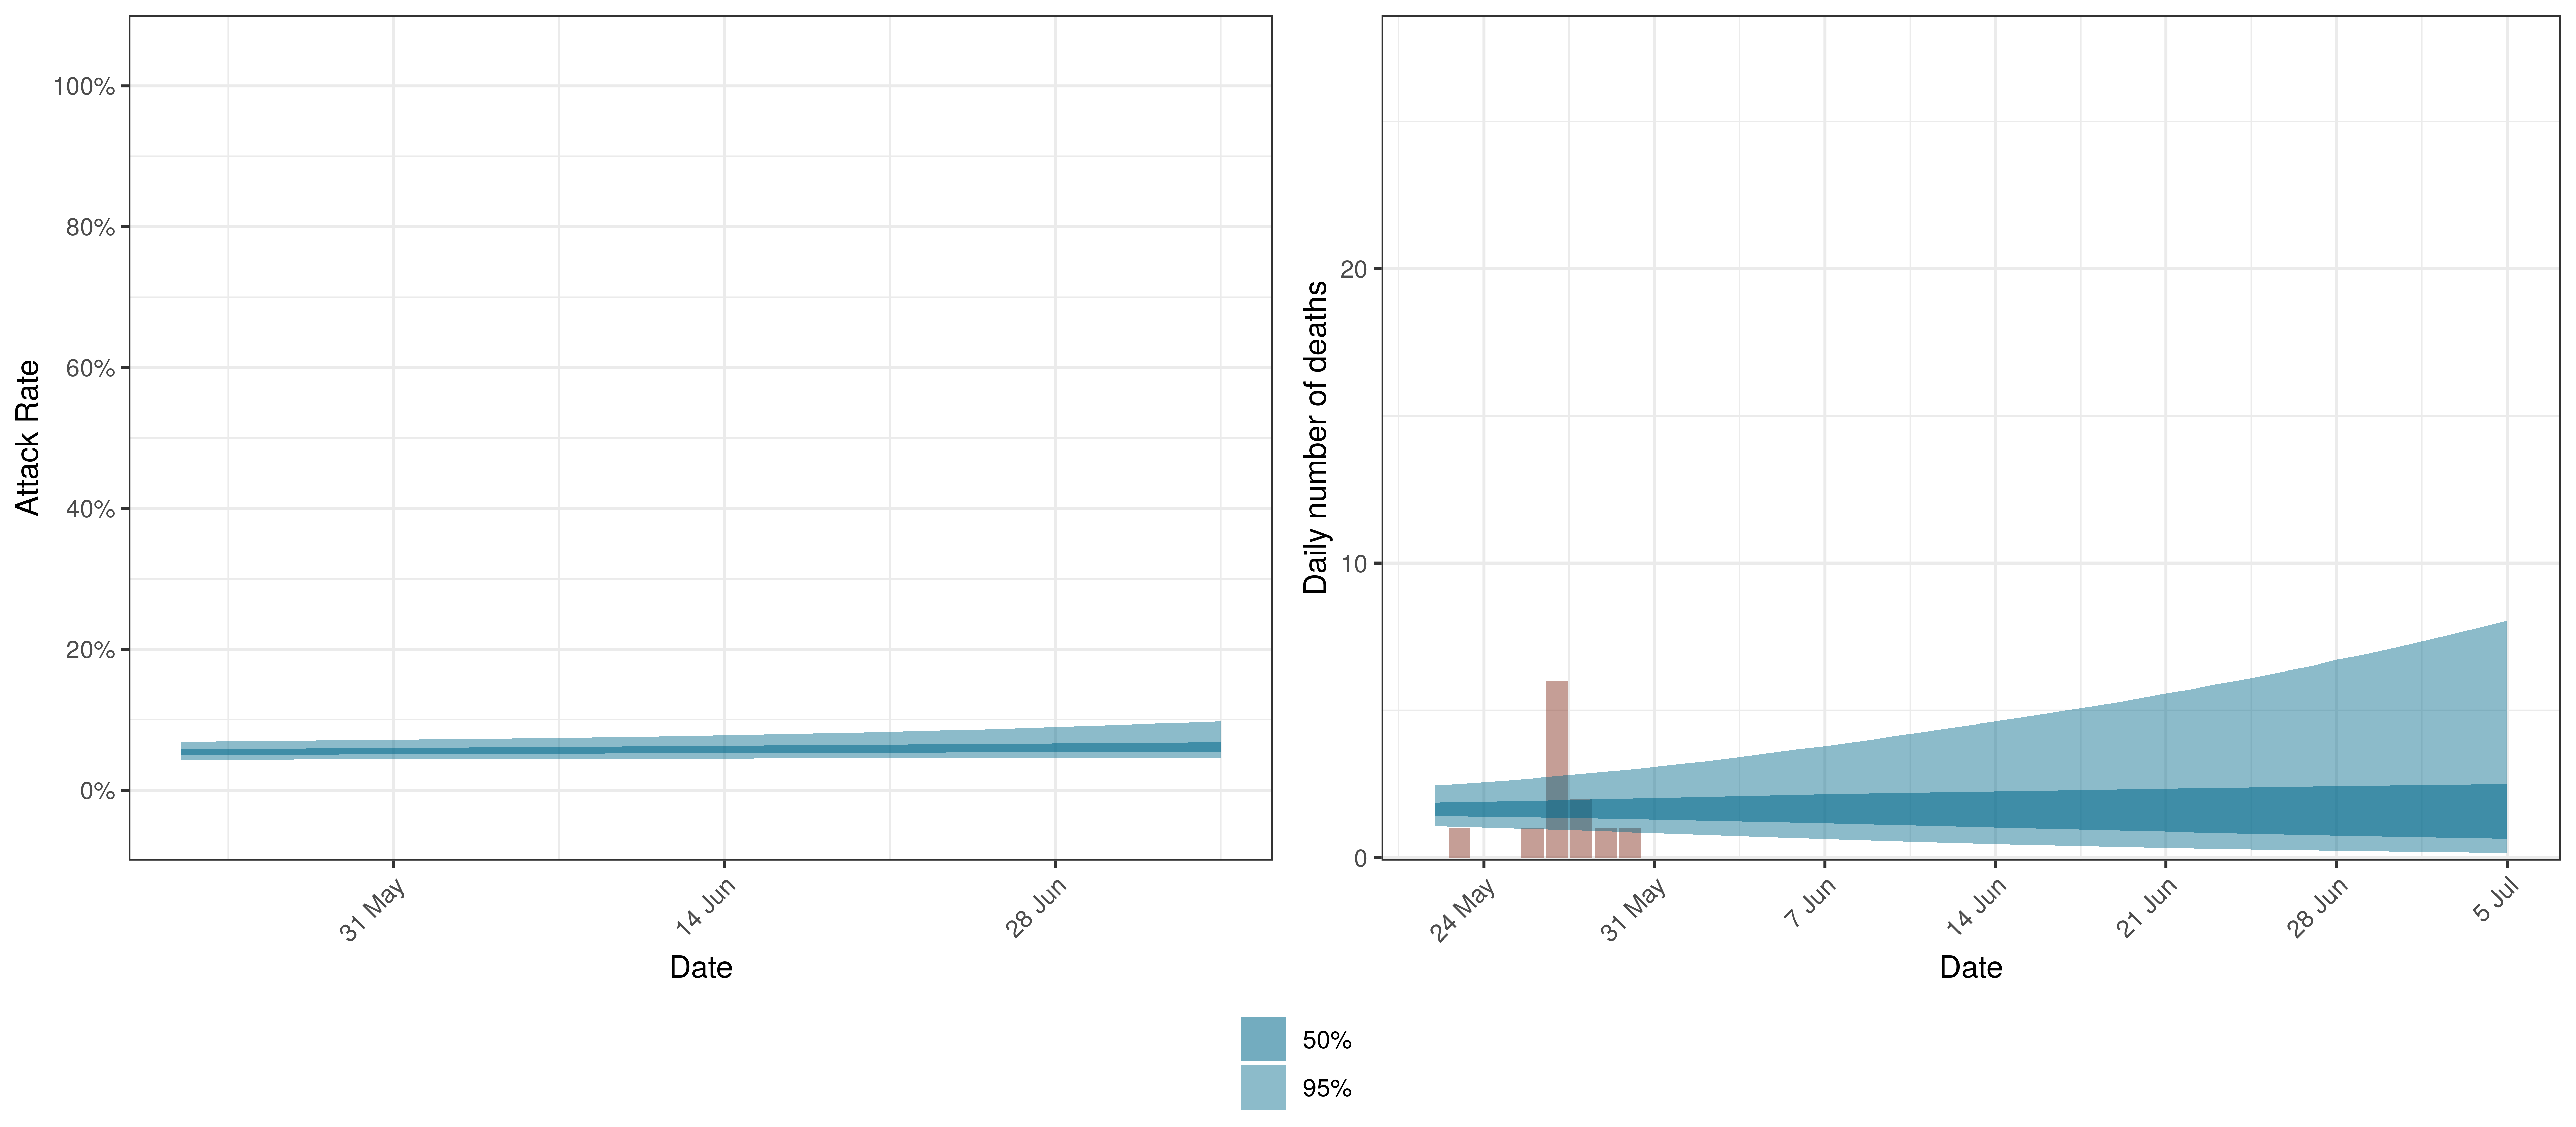 Attack Rate
100%
80%
60%
40%
20%
0%
31 May
14 Jun
28 Jun
Date
Daily number of deaths
20
10
0
24 May
31 May
7 Jun
14 Jun
21 Jun
28 Jun
5 Jul
Date
50%
95%